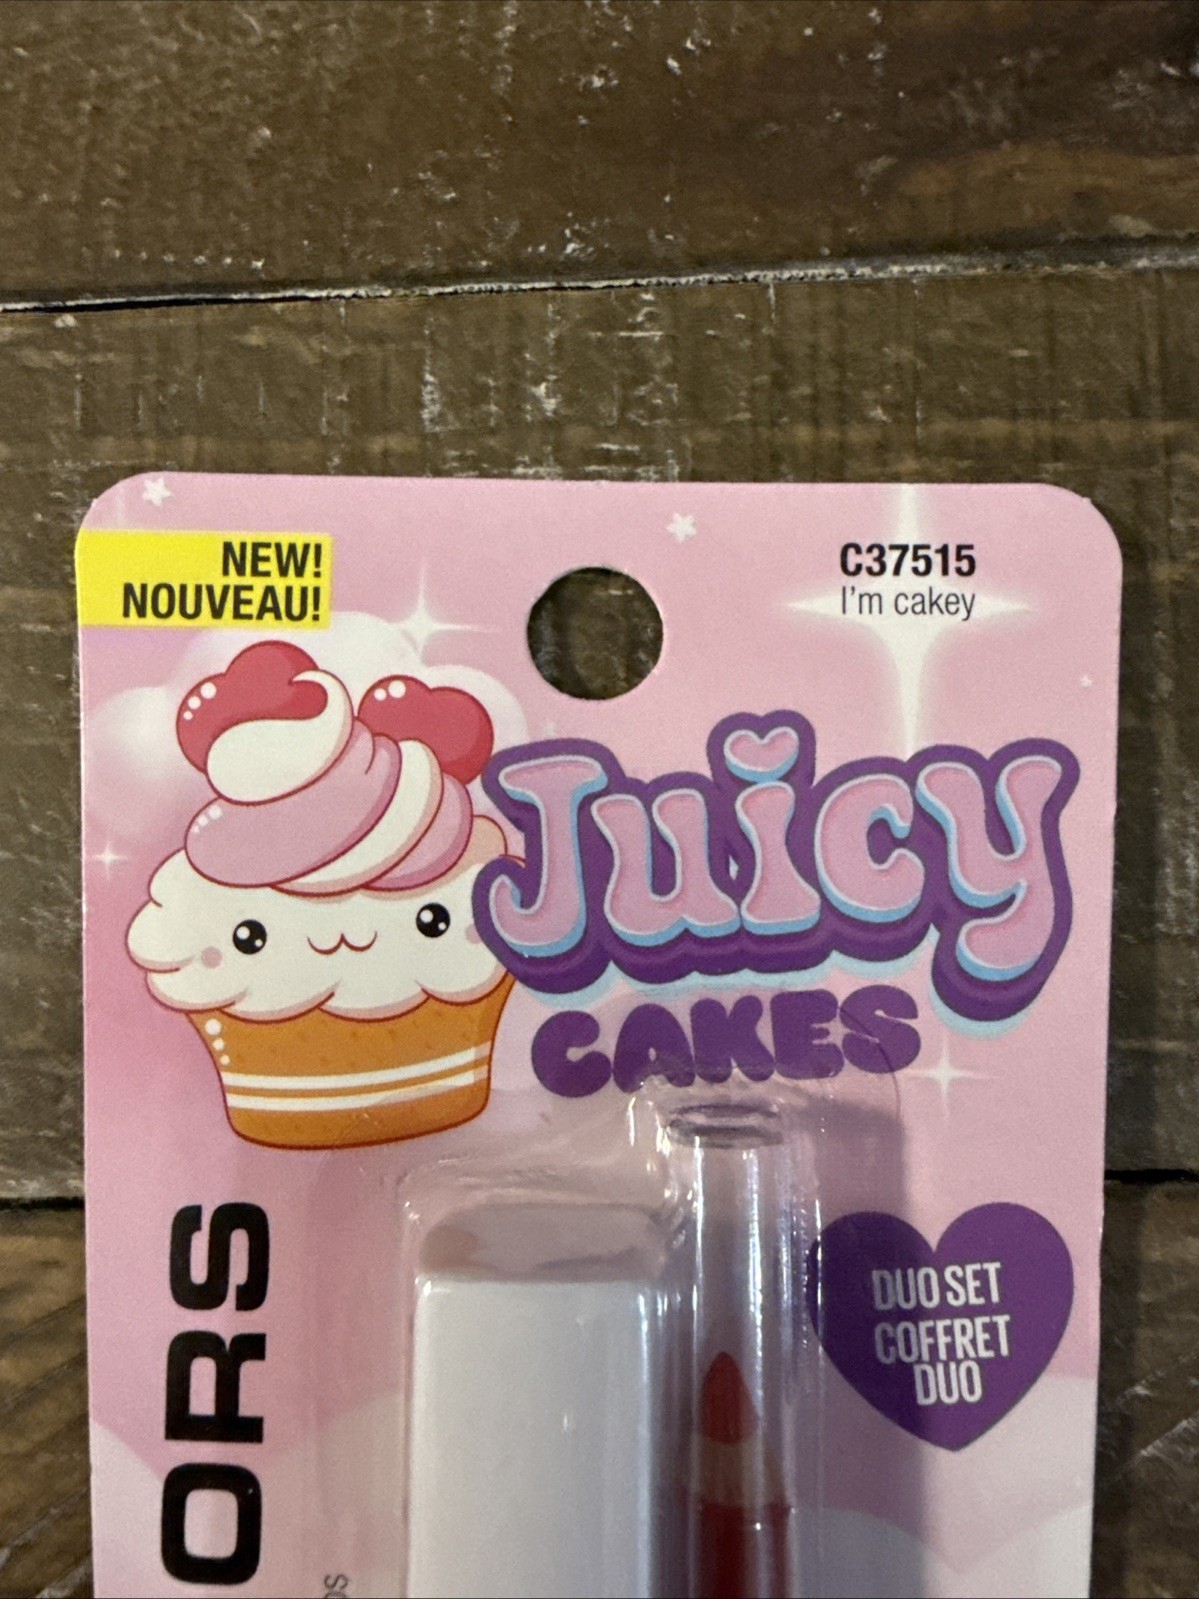 NEW!
NOUVEAU!
C37515
I'm cakey
Juicy
CAKES
DUO SET
COFFRET
DUO
ORS